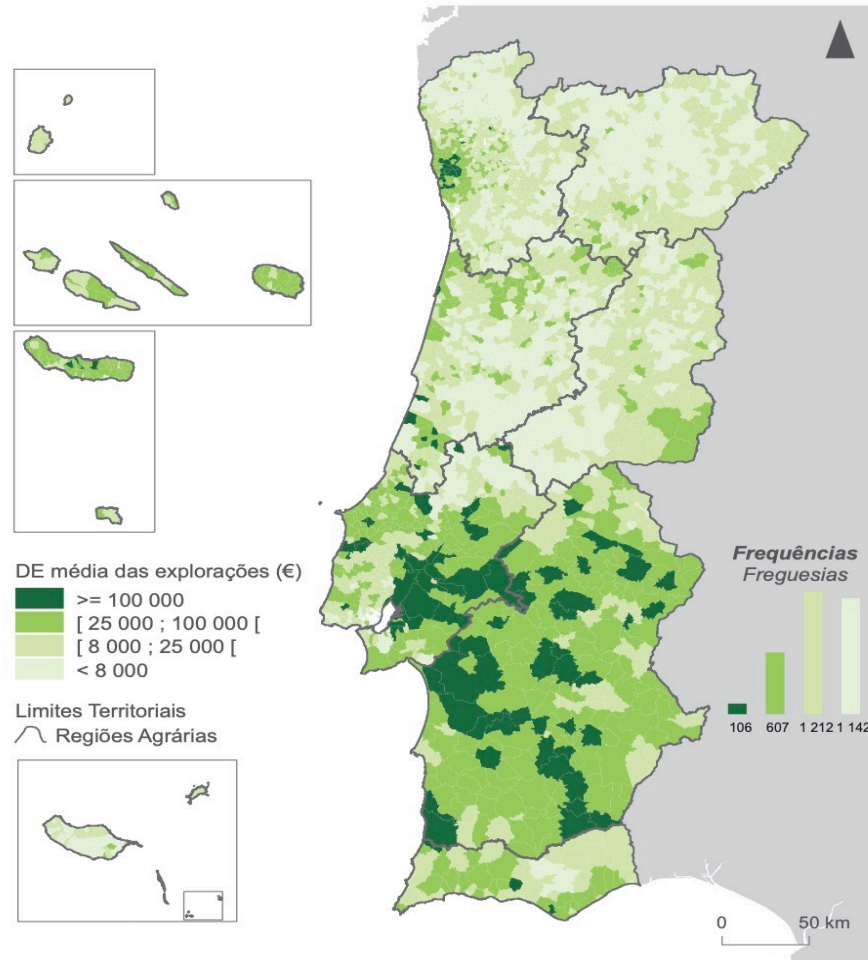 DE média das explorações (€)
>= 100 000
[ 25 000 ; 100 000 [
[ 8 000 ; 25 000 [
< 8 000
Limites Territoriais
Regiões Agrárias
Frequências
Freguesias
106 607 1 212 1 142
0 50 km